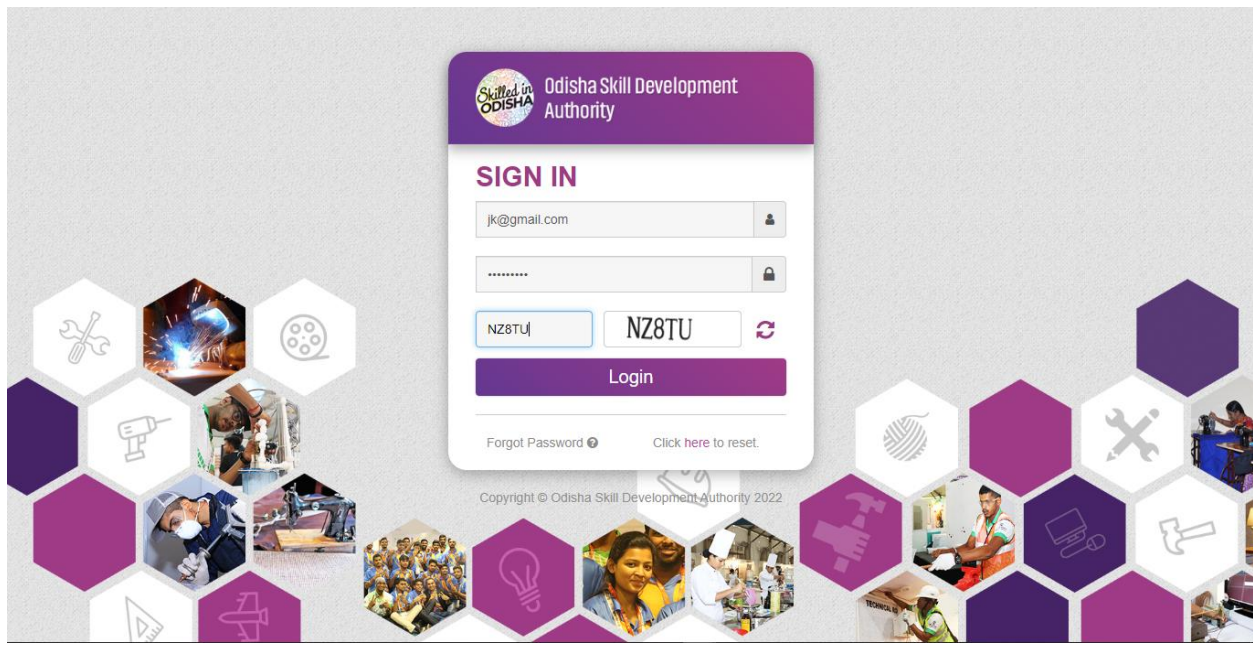 Skilled in
ODISHA
Odisha Skill Development
Authority
SIGN IN
jk@gmail.com
•••••••••
NZ8TU
NZ8TU
Login
Forgot Password ?
Click here to reset.
Copyright © Odisha Skill Development Authority 2022
TECHNICAL